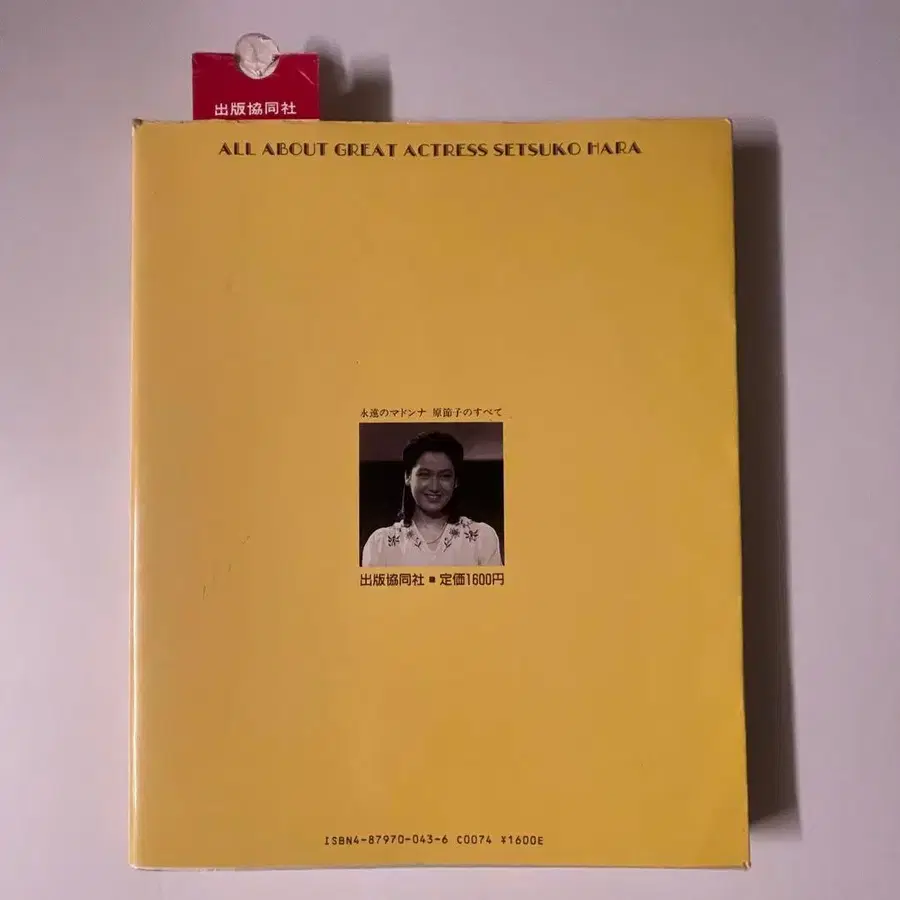 出版協同社
ALL ABOUT GREAT ACTRESS SETSUKO HARA
永遠のマドンナ 原節子のすべて
出版協同社■定価1600円
ISBN4-87970-043-6 C0074 ¥1600E